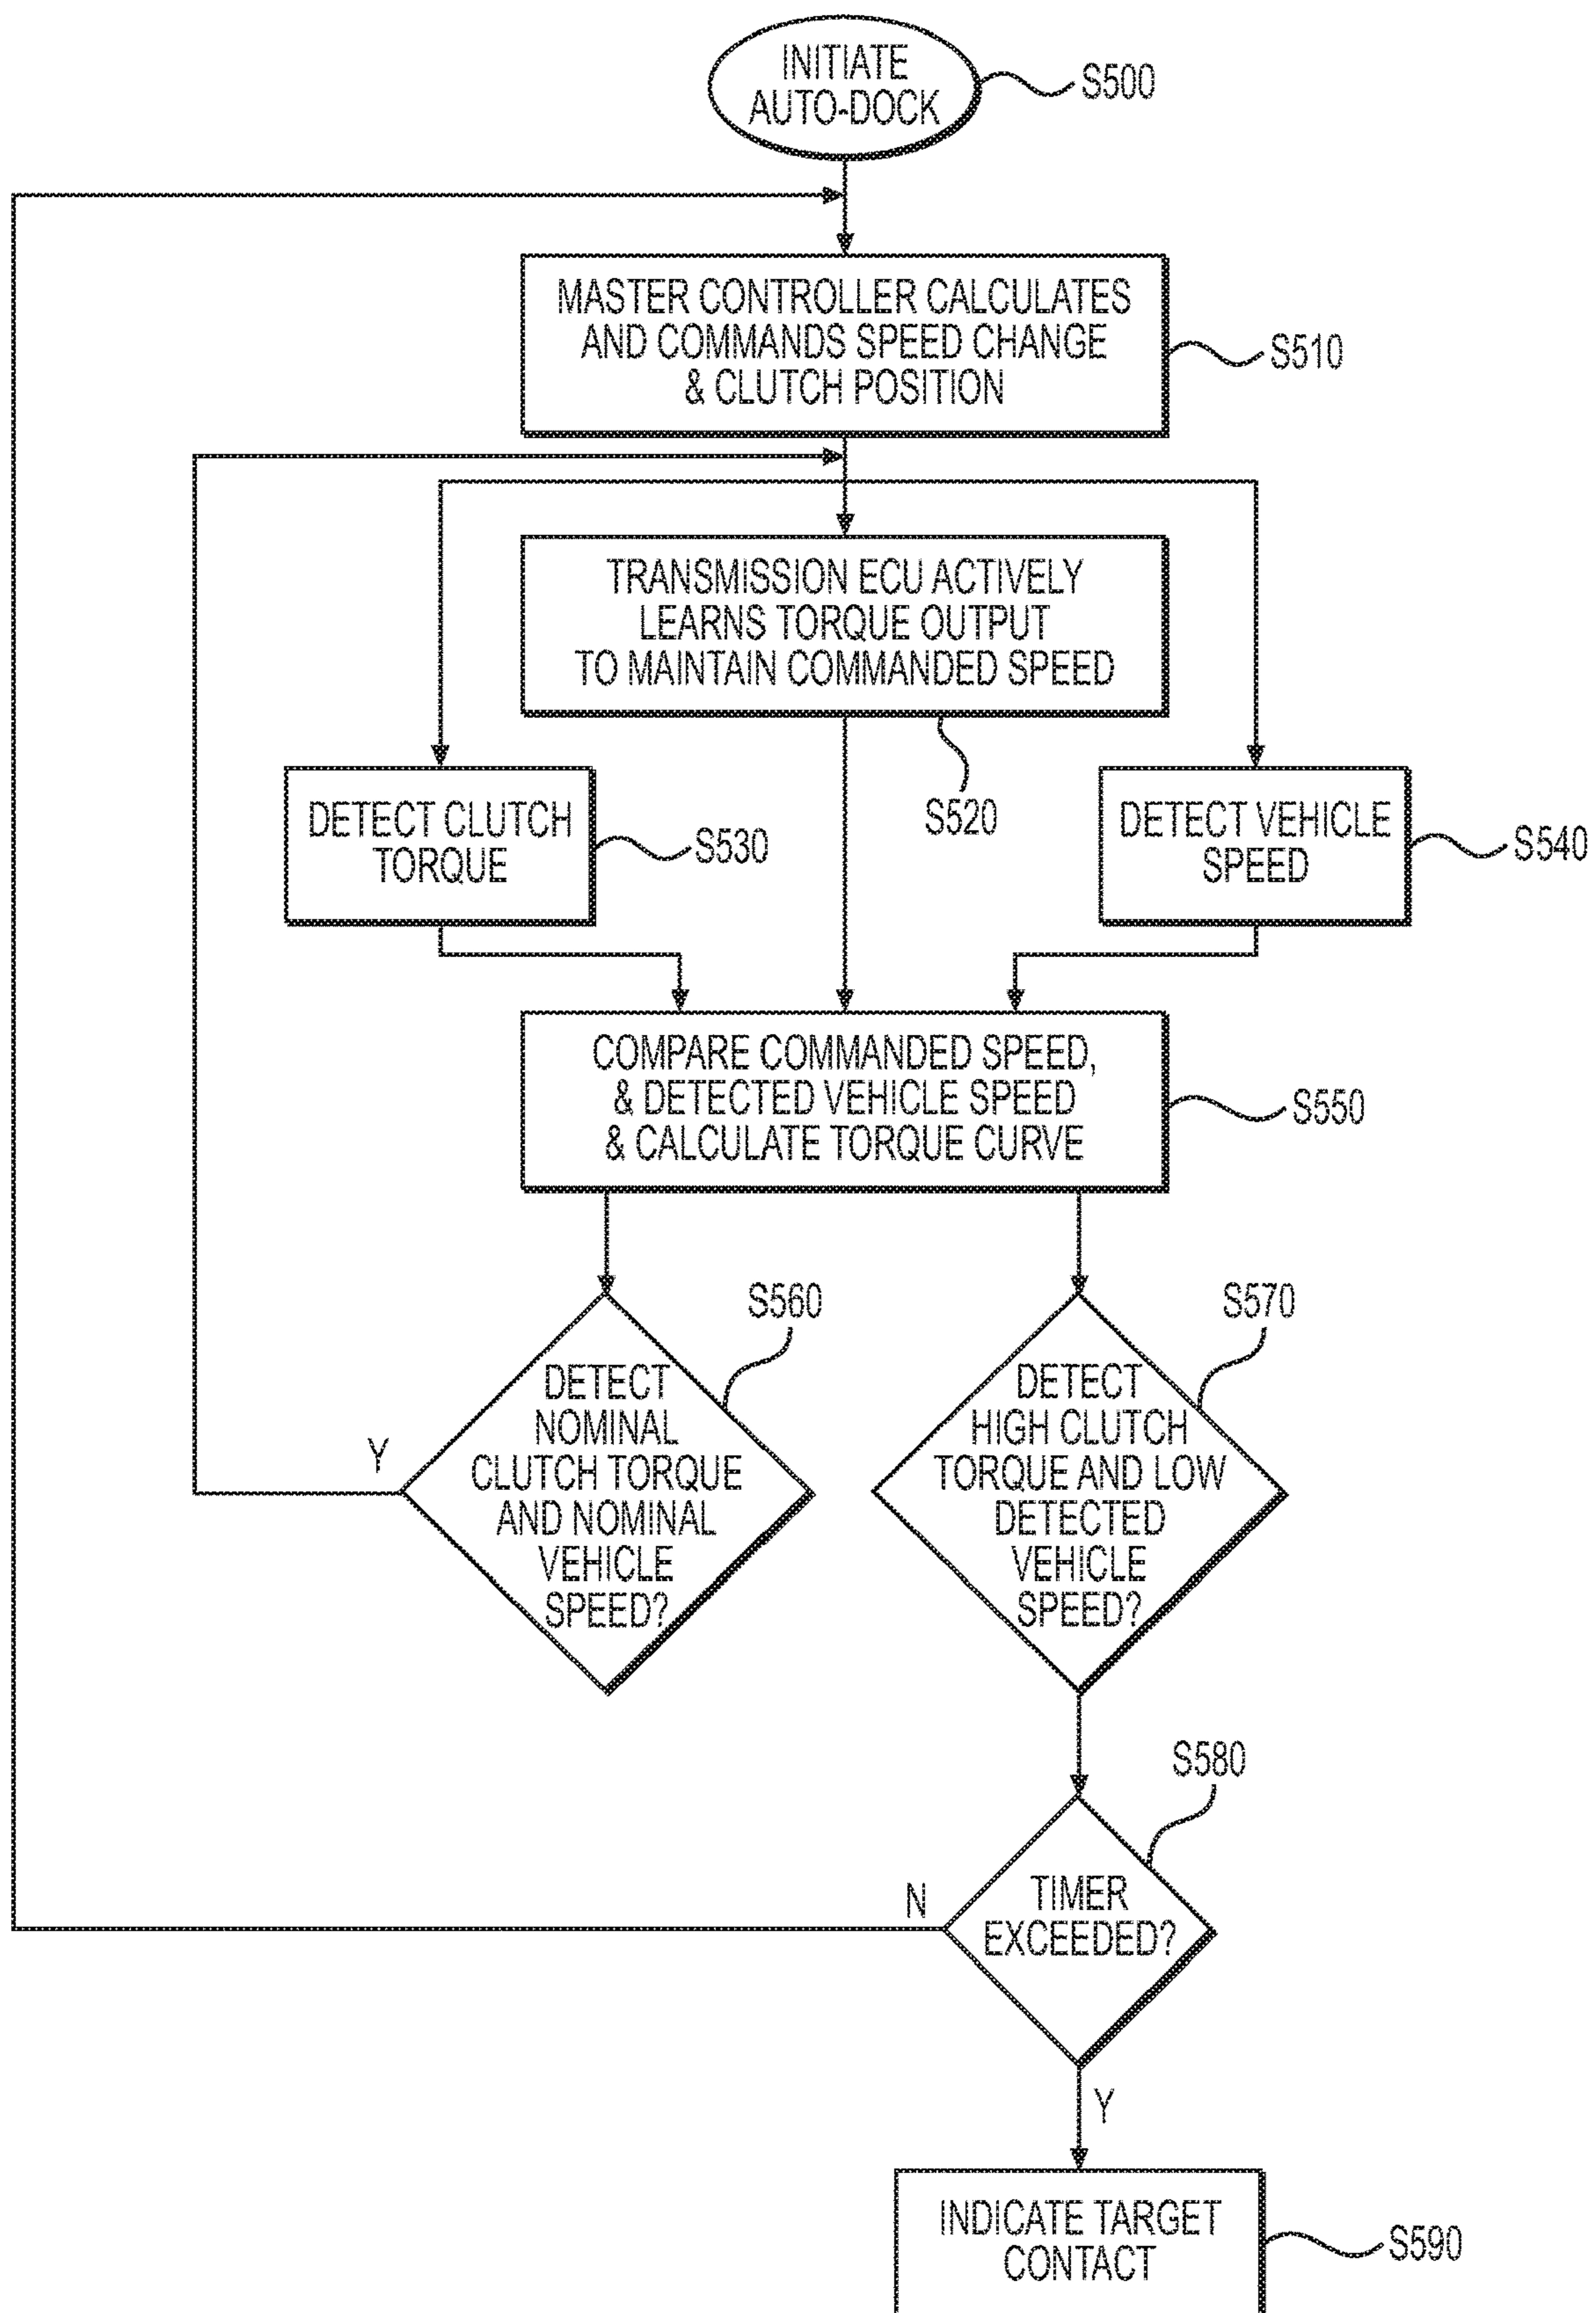 INITIATE
AUTO-DOCK
S500
MASTER CONTROLLER CALCULATES
AND COMMANDS SPEED CHANGE
& CLUTCH POSITION
S510
TRANSMISSION ECU ACTIVELY
LEARNS TORQUE OUTPUT
TO MAINTAIN COMMANDED SPEED
S520
DETECT CLUTCH
TORQUE
S530
DETECT VEHICLE
SPEED
S540
COMPARE COMMANDED SPEED,
& DETECTED VEHICLE SPEED
& CALCULATE TORQUE CURVE
S550
S560
DETECT
NOMINAL
CLUTCH TORQUE
AND NOMINAL
VEHICLE
SPEED?
Y
S570
DETECT
HIGH CLUTCH
TORQUE AND LOW
DETECTED
VEHICLE
SPEED?
S580
TIMER
EXCEEDED?
N
Y
INDICATE TARGET
CONTACT
S590